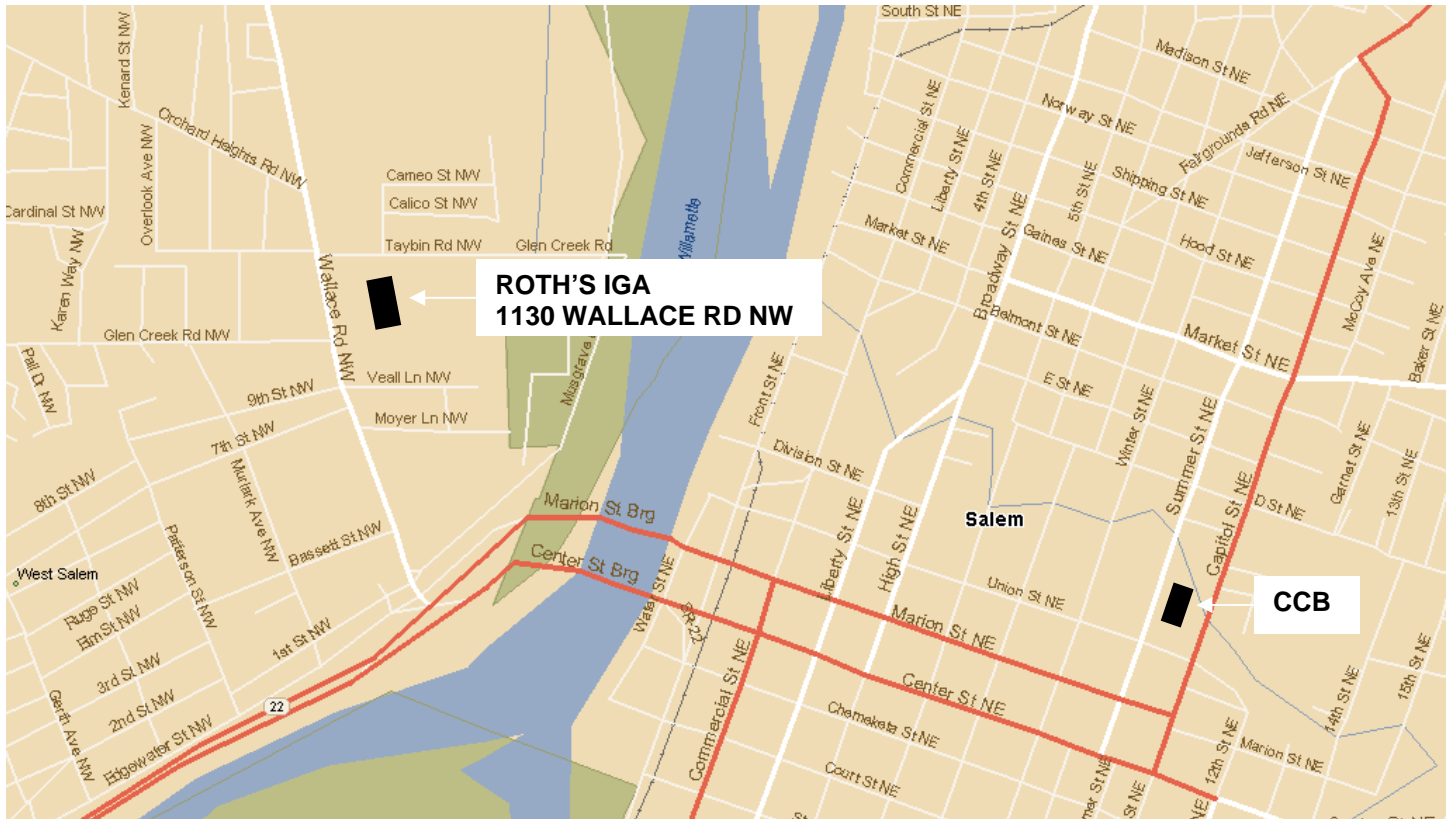 South St NE
Kenard St NW
Madison St NE
Orchard Heights Rd NW
Overlook Ave NW
Commercial St NE
Liberty St NE
4th St NE
Norway St NE
Fairgrounds Rd NE
Jefferson St NE
5th St NE
Shipping St NE
Cameo St NW
Calico St NW
Cardinal St NW
Karen Way NW
Taybin Rd NW
Glen Creek Rd
Willamette
Market St NE
Broadway St NE
Gaines St NE
Hood St NE
McCoy Ave NE
Wallace Rd NW
ROTH'S IGA
1130 WALLACE RD NW
Glen Creek Rd NW
Musgrave
Belmont St NE
Market St NE
Baker St NE
Veall Ln NW
9th St NW
Moyer Ln NW
Front St NE
E St NE
Winter St NE
Summer St NE
7th St NW
Murlark Ave NW
8th St NW
Division St NE
Garnet St NE
13th St NE
D St NE
Patterson St NW
Bassett St NW
Marion St Brg
Center St Brg
Liberty St NE
High St NE
Salem
Capitol St NE
West Salem
Ruge St NW
Elm St NW
Water St NE
SR-22
Union St NE
CCB
Marion St NE
1st St NW
3rd St NW
2nd St NW
Gerth Ave NW
22
Edgewater St NW
Commercial St NE
Center St NE
Chemeketa St NE
Court St NE
12th St NE
14th St NE
15th St NE
Marion St NE
mer St NE
St NE